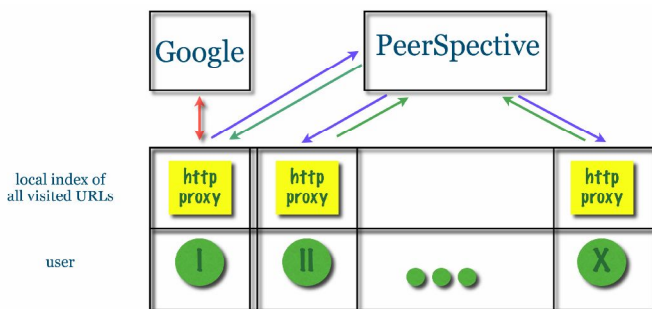 Google
PeerSpective
local index of
all visited URLs
http
proxy
http
proxy
http
proxy
user
I
II
X